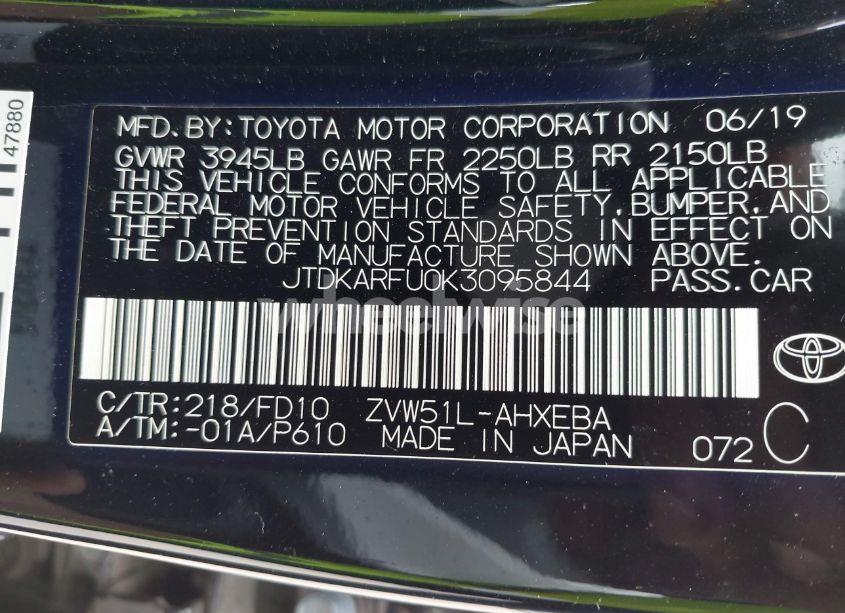 47880
MFD.BY:TOYOTA MOTOR CORPORATION 06/19
GVWR 3945LB GAWR FR 2250LB RR 2150LB
THIS VEHICLE CONFORMS TO ALL APPLICABLE
FEDERAL MOTOR VEHICLE SAFETY,BUMPER,AND
THEFT PREVENTION STANDARDS IN EFFECT ON
THE DATE OF MANUFACTURE SHOWN ABOVE.
JTDKARFU0K3095844 PASS.CAR
wheelwise
C/TR:218/FD10 ZVW51L-AHXEBA
A/TM:-01A/P610 MADE IN JAPAN 072 C